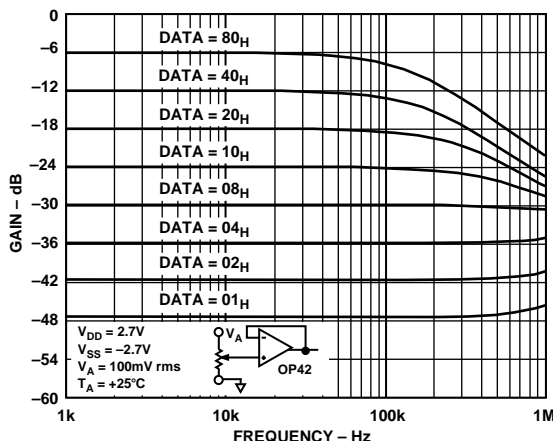 0
–6
–12
–18
–24
–30
–36
–42
–48
–54
–60
GAIN – dB
DATA = 80H
DATA = 40H
DATA = 20H
DATA = 10H
DATA = 08H
DATA = 04H
DATA = 02H
DATA = 01H
VDD = 2.7V
VSS = –2.7V
VA = 100mV rms
TA = +25°C
VA
–
+
OP42
1k
10k
100k
1M
FREQUENCY – Hz